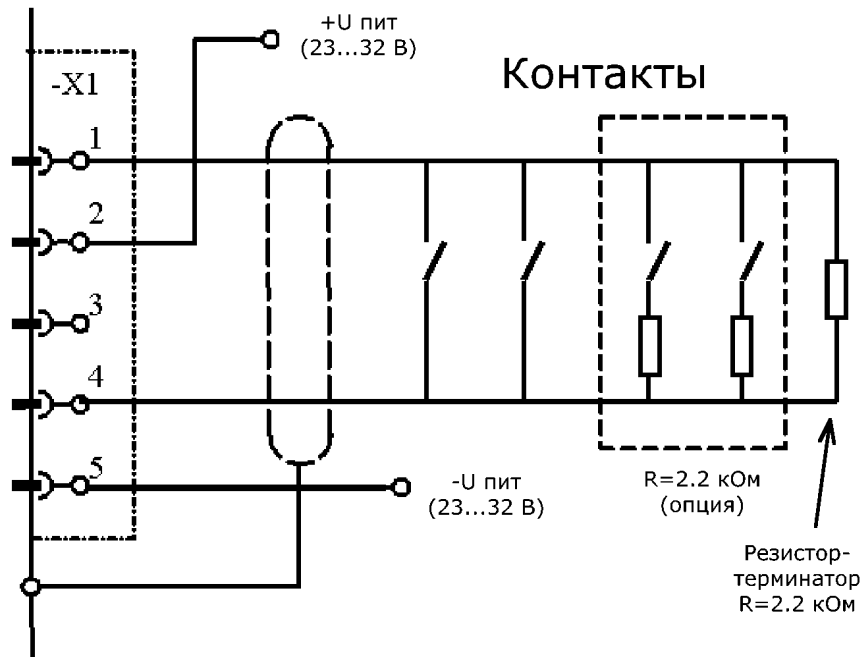 +U пит
(23...32 В)
Контакты
-X1
1
2
3
4
5
-U пит
(23...32 В)
R=2.2 кОм
(опция)
Резистор-
терминатор
R=2.2 кОм